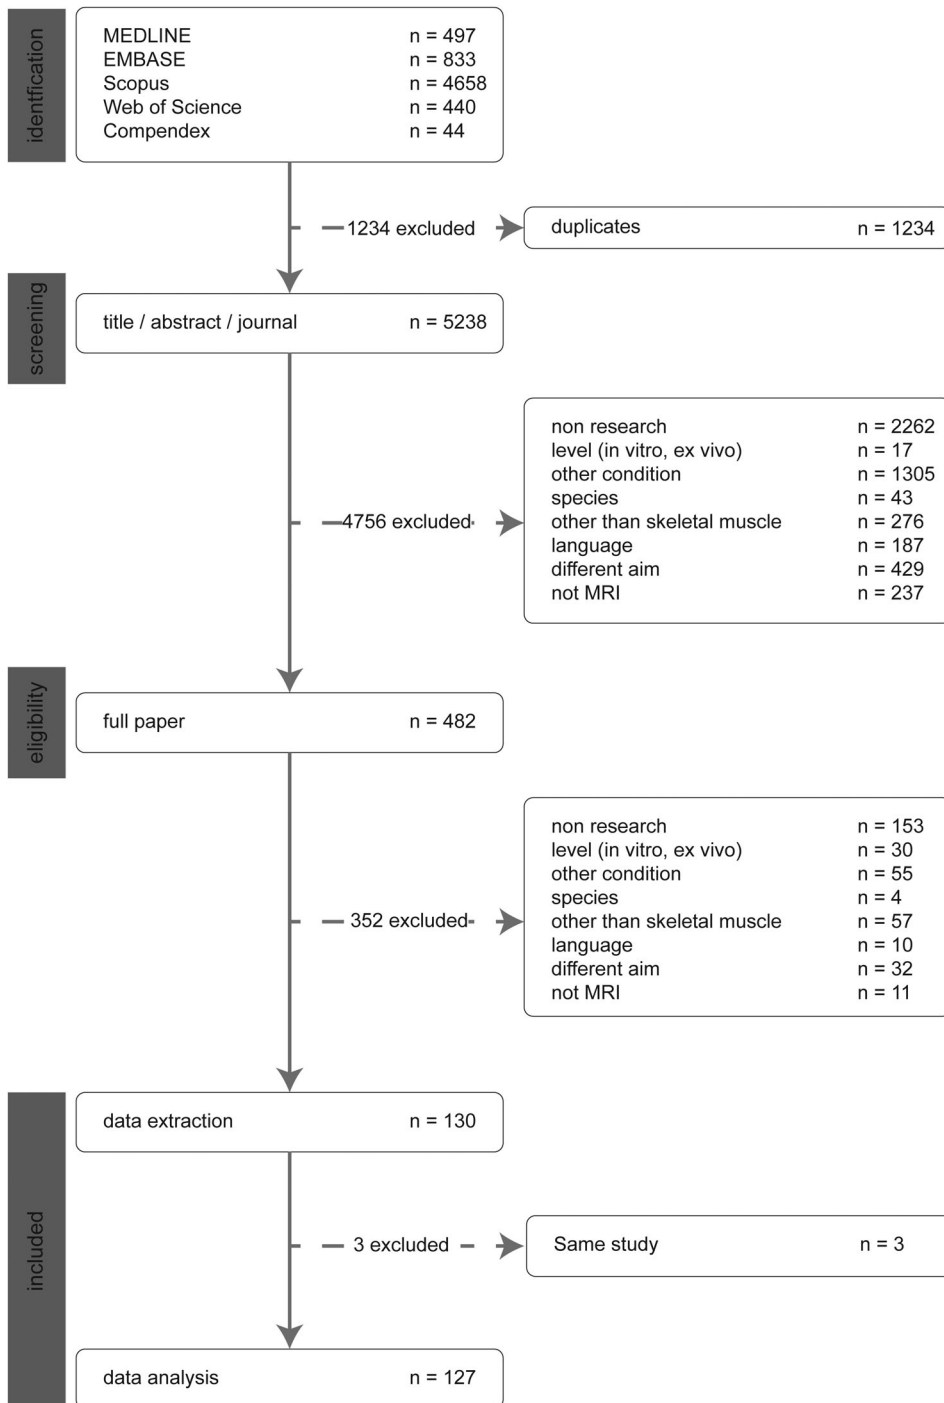 identfication
MEDLINE n = 497
EMBASE n = 833
Scopus n = 4658
Web of Science n = 440
Compendex n = 44
1234 excluded
duplicates n = 1234
screening
title / abstract / journal n = 5238
non research n = 2262
level (in vitro, ex vivo) n = 17
other condition n = 1305
species n = 43
other than skeletal muscle n = 276
language n = 187
different aim n = 429
not MRI n = 237
4756 excluded
eligibility
full paper n = 482
non research n = 153
level (in vitro, ex vivo) n = 30
other condition n = 55
species n = 4
other than skeletal muscle n = 57
language n = 10
different aim n = 32
not MRI n = 11
352 excluded
included
data extraction n = 130
3 excluded
Same study n = 3
data analysis n = 127